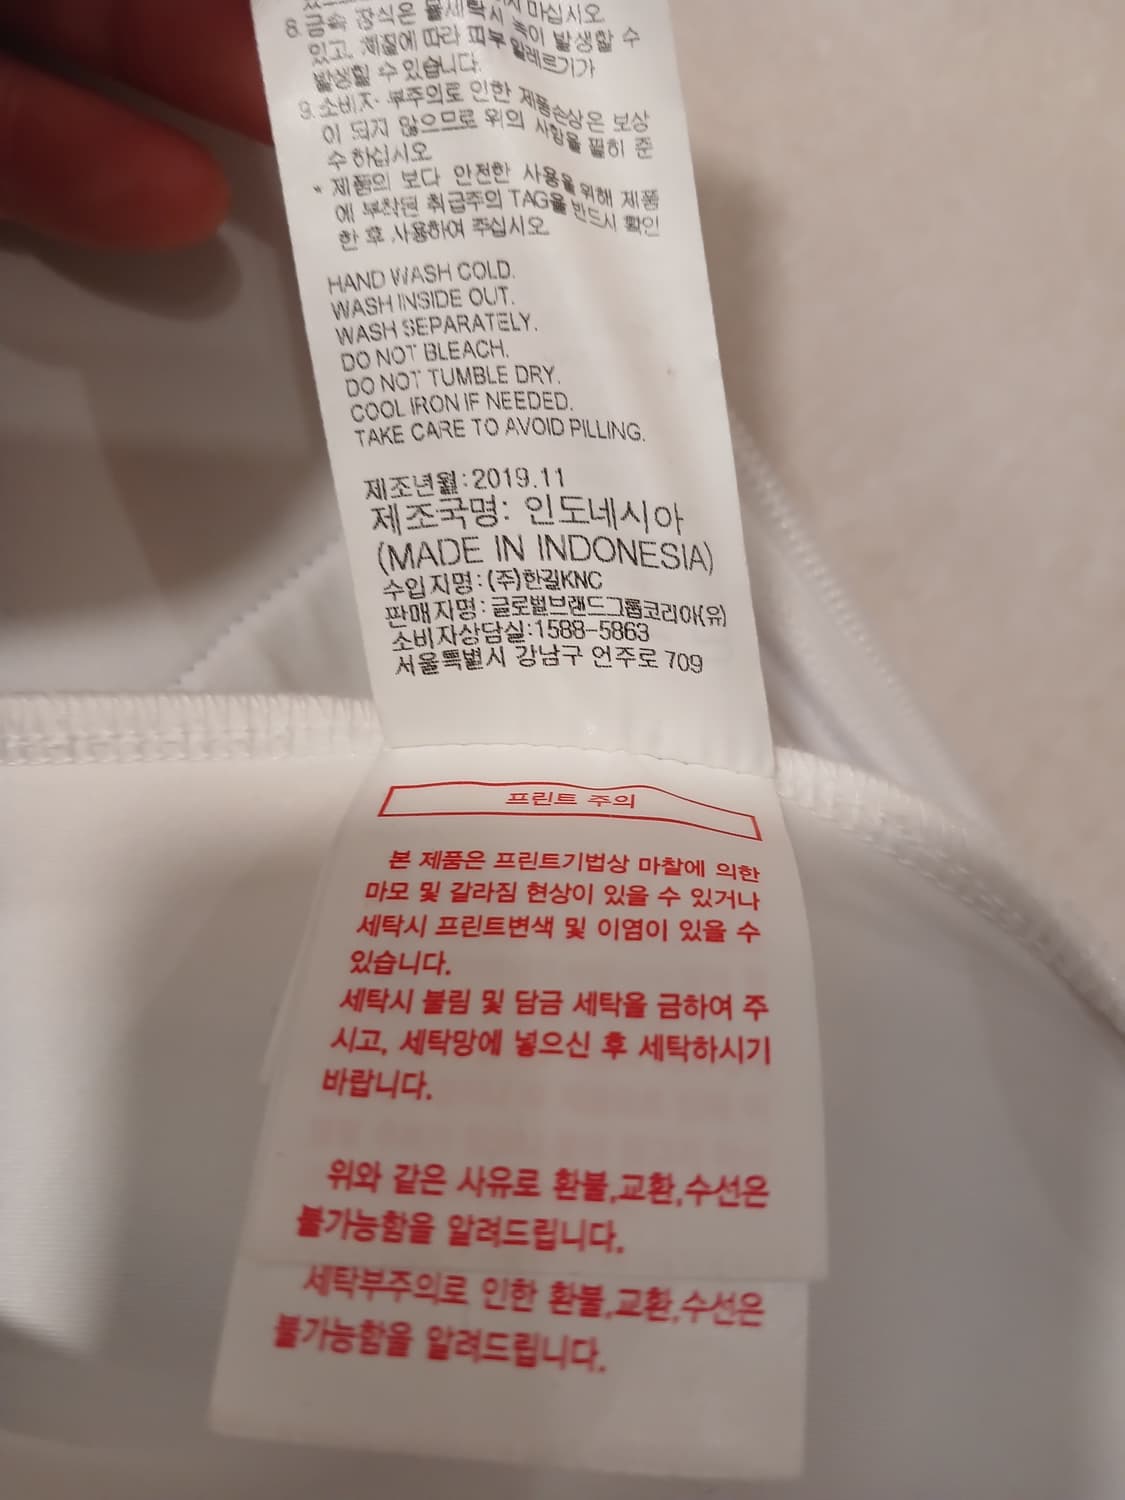 8.금속 장식은 물세탁시 녹이 발생할 수
있고, 체질에 따라 피부 알레르기가
발생할 수 있습니다.
9.소비자 부주의로 인한 제품손상은 보상
이 되지 않으므로 위의 사항을 필히 준
수하십시오
* 제품의 보다 안전한 사용을 위해 제품
에 부착된 취급주의 TAG을 반드시 확인
한 후 사용하여 주십시오.
HAND WASH COLD.
WASH INSIDE OUT.
WASH SEPARATELY.
DO NOT BLEACH.
DO NOT TUMBLE DRY.
COOL IRON IF NEEDED.
TAKE CARE TO AVOID PILLING.
제조년월:2019.11
제조국명: 인도네시아
(MADE IN INDONESIA)
수입자명:(주)한길KNC
판매자명:글로벌브랜드그룹코리아(유)
소비자상담실:1588-5863
서울특별시 강남구 언주로 709
프린트 주의
본 제품은 프린트기법상 마찰에 의한
마모 및 갈라짐 현상이 있을 수 있거나
세탁시 프린트변색 및 이염이 있을 수
있습니다.
세탁시 불림 및 담금 세탁을 금하여 주
시고, 세탁망에 넣으신 후 세탁하시기
바랍니다.
위와 같은 사유로 환불,교환,수선은
불가능함을 알려드립니다.
세탁부주의로 인한 환불,교환,수선은
불가능함을 알려드립니다.